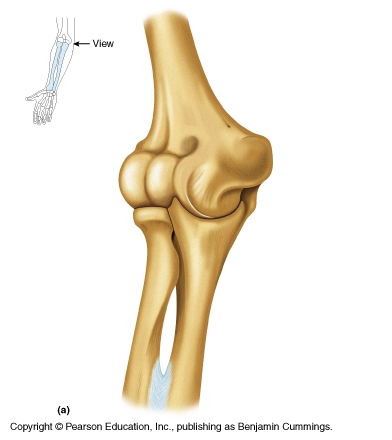 View
(a)
Copyright © Pearson Education, Inc., publishing as Benjamin Cummings.